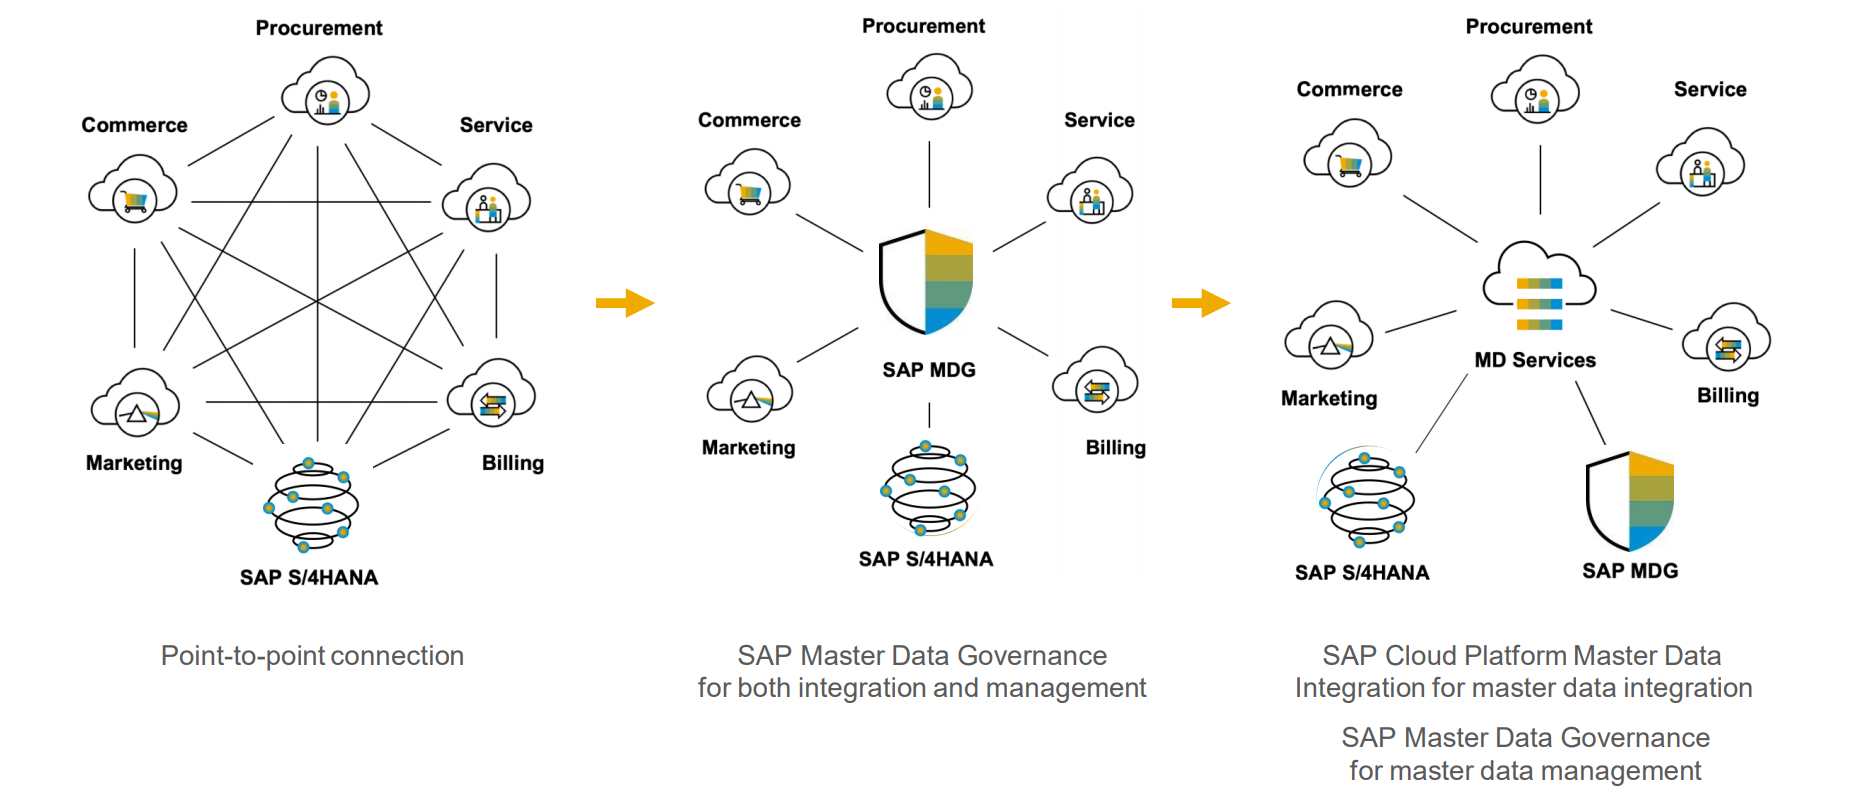 Procurement
Commerce
Service
Marketing
Billing
SAP S/4HANA
Point-to-point connection
Procurement
Commerce
Service
SAP MDG
Marketing
Billing
SAP S/4HANA
SAP Master Data Governance
for both integration and management
Procurement
Commerce
Service
MD Services
Marketing
Billing
SAP S/4HANA
SAP MDG
SAP Cloud Platform Master Data
Integration for master data integration
SAP Master Data Governance
for master data management